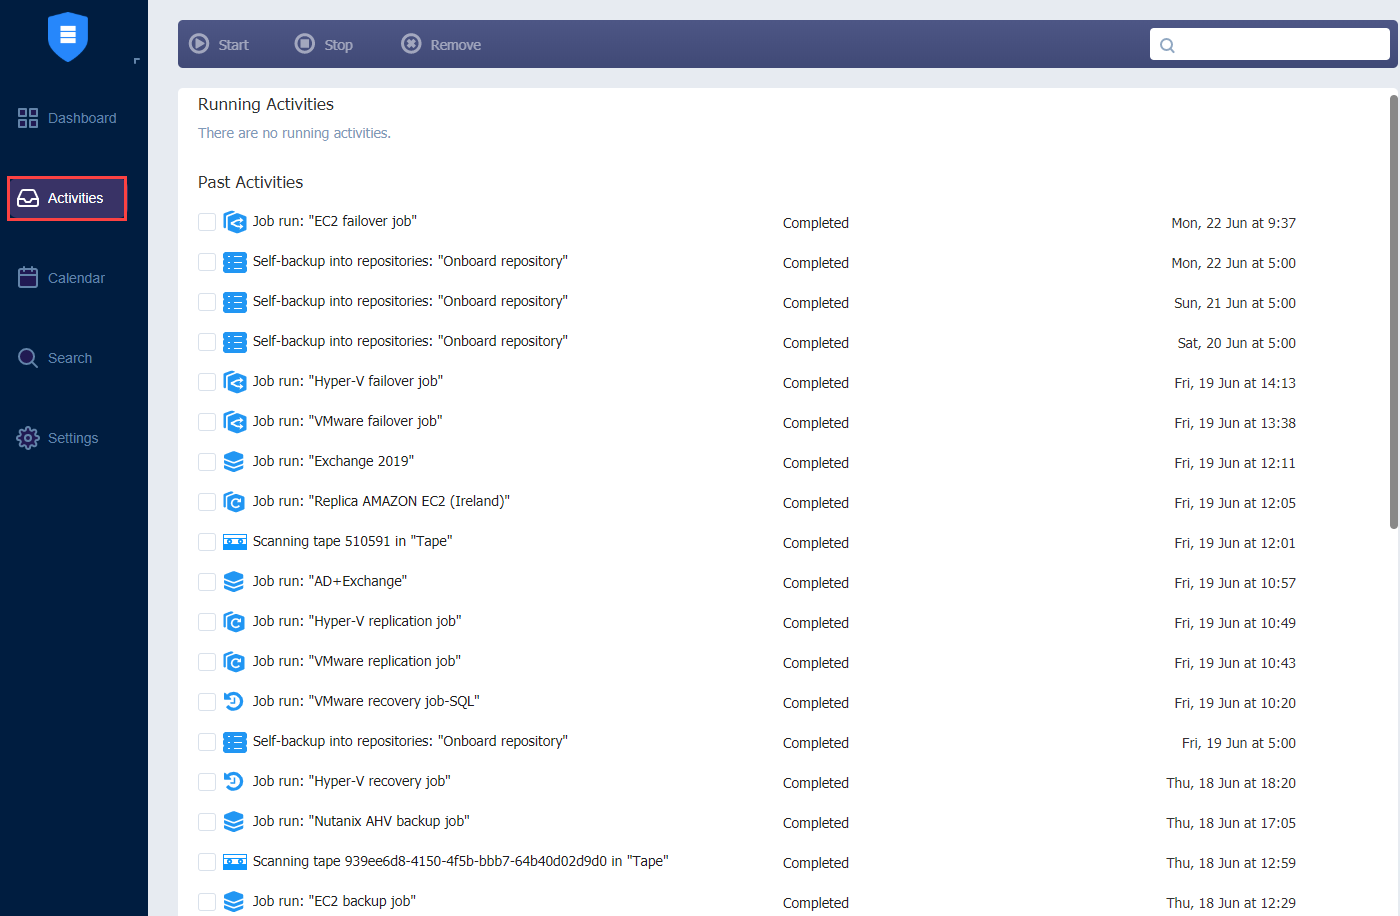 Start Stop Remove
Dashboard
Activities
Calendar
Search
Settings
Running Activities
There are no running activities.
Past Activities
Job run: "EC2 failover job" Completed Mon, 22 Jun at 9:37
Self-backup into repositories: "Onboard repository" Completed Mon, 22 Jun at 5:00
Self-backup into repositories: "Onboard repository" Completed Sun, 21 Jun at 5:00
Self-backup into repositories: "Onboard repository" Completed Sat, 20 Jun at 5:00
Job run: "Hyper-V failover job" Completed Fri, 19 Jun at 14:13
Job run: "VMware failover job" Completed Fri, 19 Jun at 13:38
Job run: "Exchange 2019" Completed Fri, 19 Jun at 12:11
Job run: "Replica AMAZON EC2 (Ireland)" Completed Fri, 19 Jun at 12:05
Scanning tape 510591 in "Tape" Completed Fri, 19 Jun at 12:01
Job run: "AD+Exchange" Completed Fri, 19 Jun at 10:57
Job run: "Hyper-V replication job" Completed Fri, 19 Jun at 10:49
Job run: "VMware replication job" Completed Fri, 19 Jun at 10:43
Job run: "VMware recovery job-SQL" Completed Fri, 19 Jun at 10:20
Self-backup into repositories: "Onboard repository" Completed Fri, 19 Jun at 5:00
Job run: "Hyper-V recovery job" Completed Thu, 18 Jun at 18:20
Job run: "Nutanix AHV backup job" Completed Thu, 18 Jun at 17:05
Scanning tape 939ee6d8-4150-4f5b-bbb7-64b40d02d9d0 in "Tape" Completed Thu, 18 Jun at 12:59
Job run: "EC2 backup job" Completed Thu, 18 Jun at 12:29